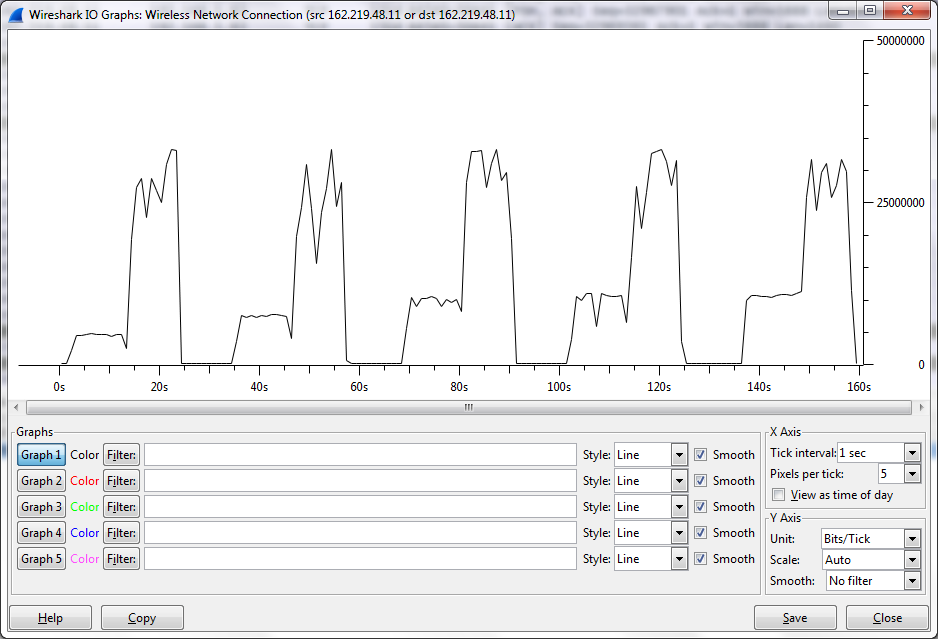 Wireshark IO Graphs: Wireless Network Connection (src 162.219.48.11 or dst 162.219.48.11)
50000000
25000000
0
0s 20s 40s 60s 80s 100s 120s 140s 160s
Graphs
Graph 1 Color Filter: Style: Line Smooth
Graph 2 Color Filter: Style: Line Smooth
Graph 3 Color Filter: Style: Line Smooth
Graph 4 Color Filter: Style: Line Smooth
Graph 5 Color Filter: Style: Line Smooth
X Axis
Tick interval: 1 sec
Pixels per tick: 5
View as time of day
Y Axis
Unit: Bits/Tick
Scale: Auto
Smooth: No filter
Help Copy Save Close